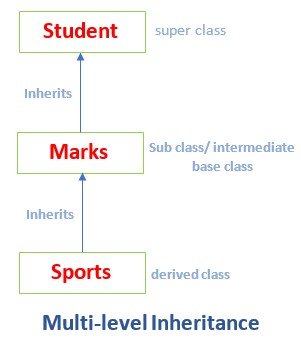 Student
super class
Inherits
Marks
Sub class/ intermediate
base class
Inherits
Sports
derived class
Multi-level Inheritance